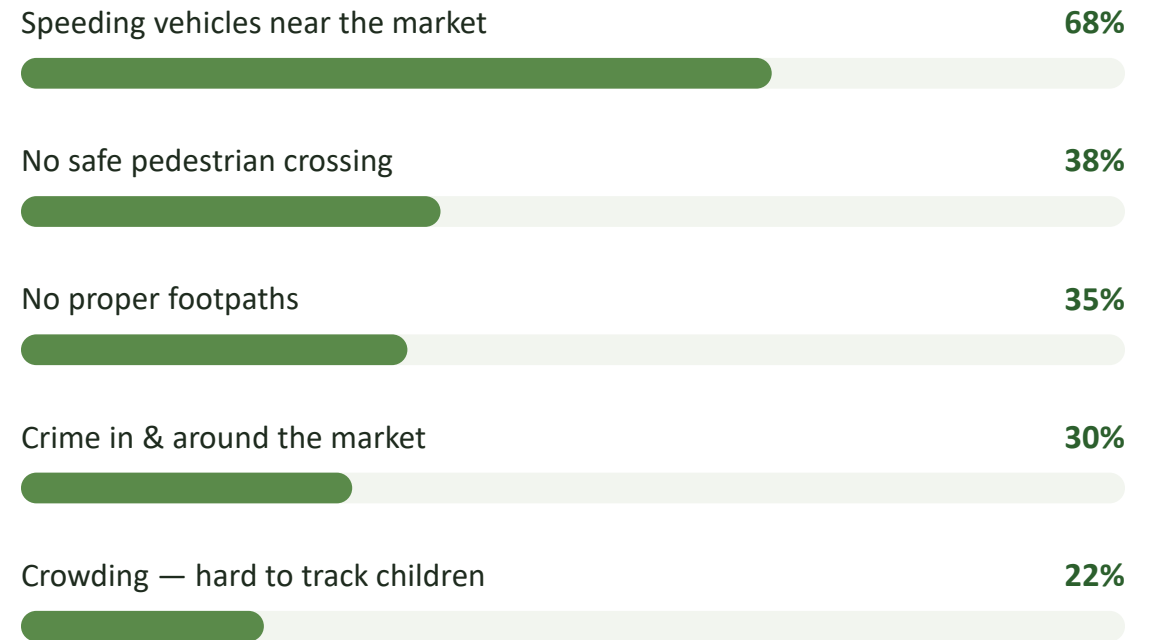 Speeding vehicles near the market 68%
No safe pedestrian crossing 38%
No proper footpaths 35%
Crime in & around the market 30%
Crowding — hard to track children 22%